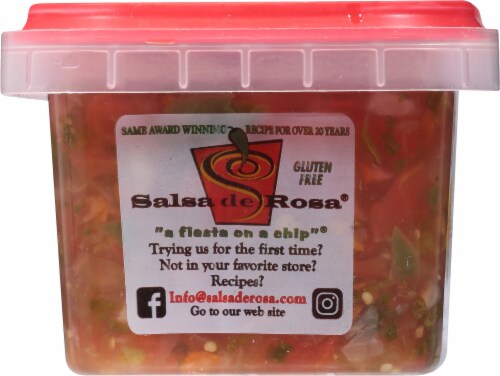 SAME AWARD WINNING RECIPE FOR OVER 20 YEARS
GLUTEN
FREE
Salsa de Rosa®
"a fiesta on a chip"®
Trying us for the first time?
Not in your favorite store?
Recipes?
Info@salsaderosa.com
Go to our web site